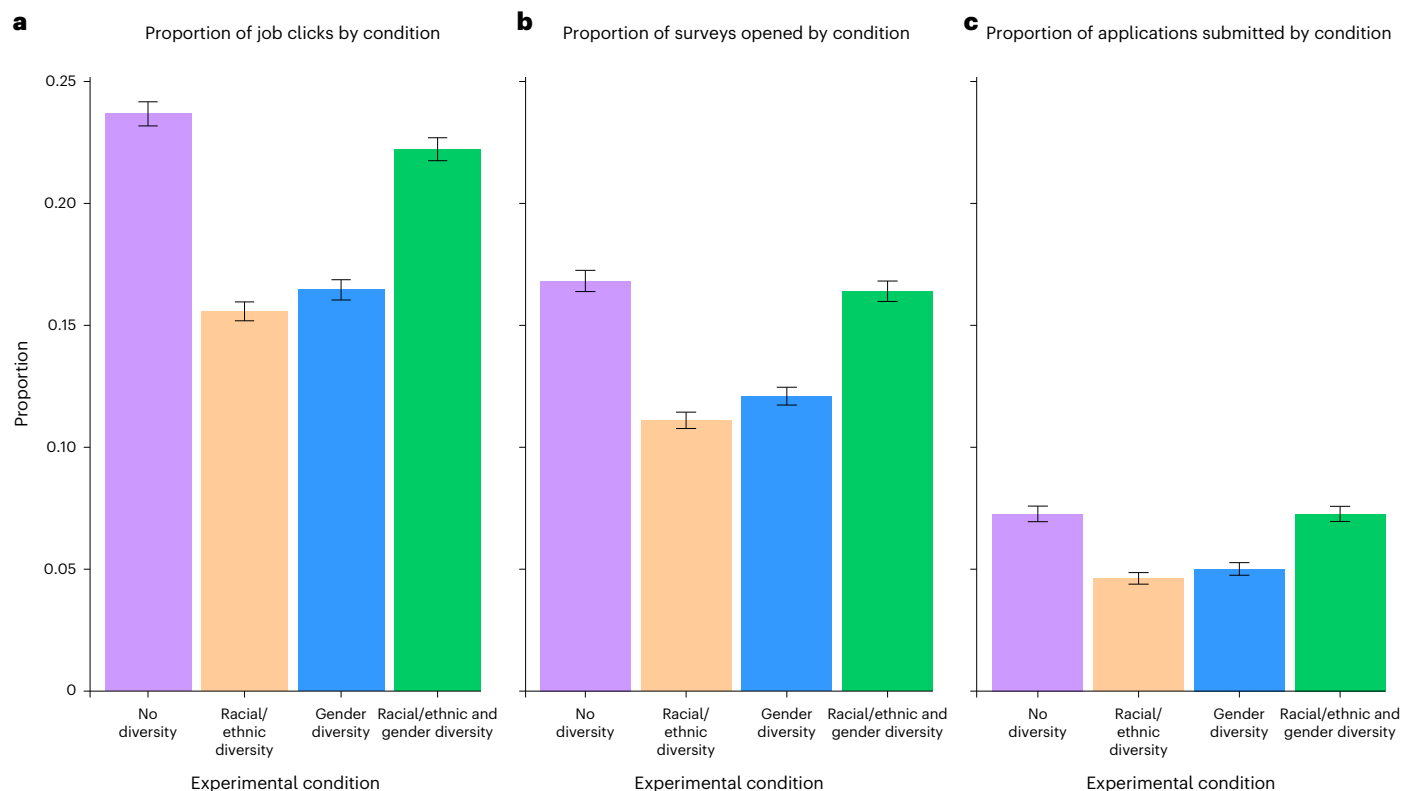 a
Proportion of job clicks by condition
b
Proportion of surveys opened by condition
c
Proportion of applications submitted by condition
Proportion
0.25
0.20
0.15
0.10
0.05
0
No
diversity
Racial/
ethnic
diversity
Gender
diversity
Racial/ethnic and
gender diversity
Experimental condition
No
diversity
Racial/
ethnic
diversity
Gender
diversity
Racial/ethnic and
gender diversity
Experimental condition
No
diversity
Racial/
ethnic
diversity
Gender
diversity
Racial/ethnic and
gender diversity
Experimental condition